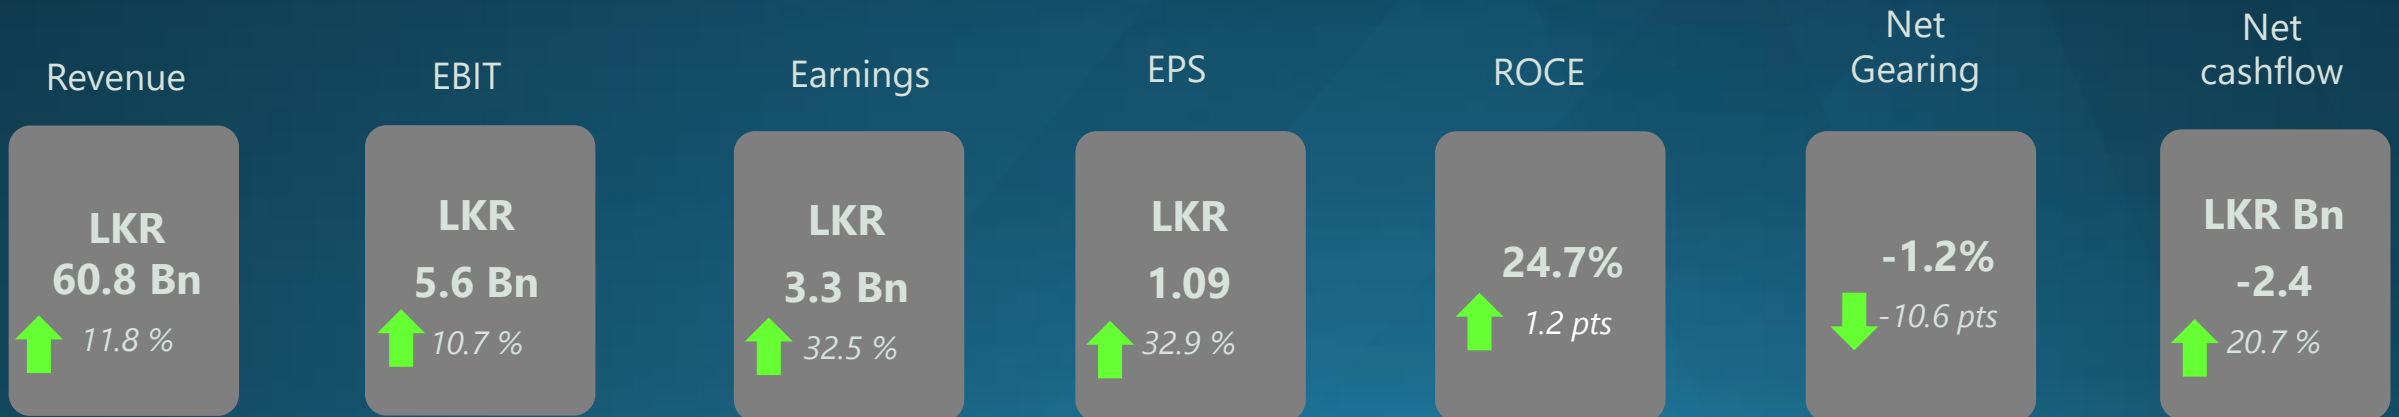 Revenue
LKR
60.8 Bn
11.8 %
EBIT
LKR
5.6 Bn
10.7 %
Earnings
LKR
3.3 Bn
32.5 %
EPS
LKR
1.09
32.9 %
ROCE
24.7%
1.2 pts
Net
Gearing
-1.2%
-10.6 pts
Net
cashflow
LKR Bn
-2.4
20.7 %